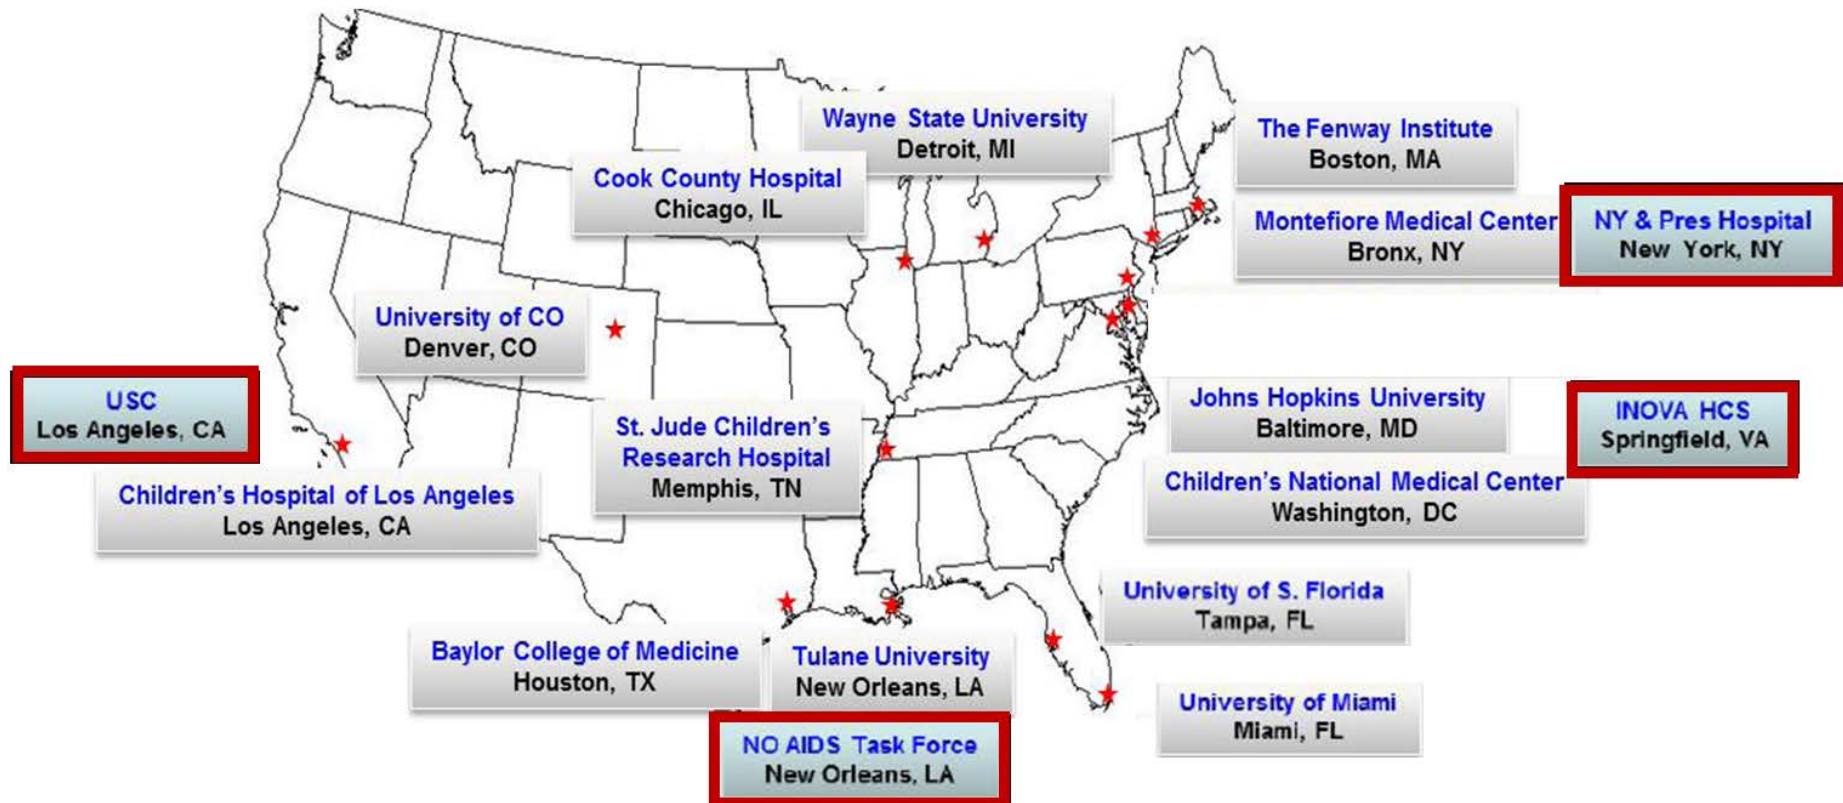 Wayne State University
Detroit, MI
The Fenway Institute
Boston, MA
Cook County Hospital
Chicago, IL
Montefiore Medical Center
Bronx, NY
NY & Pres Hospital
New York, NY
University of CO
Denver, CO
USC
Los Angeles, CA
St. Jude Children's
Research Hospital
Memphis, TN
Johns Hopkins University
Baltimore, MD
INOVA HCS
Springfield, VA
Children's Hospital of Los Angeles
Los Angeles, CA
Children's National Medical Center
Washington, DC
University of S. Florida
Tampa, FL
Baylor College of Medicine
Houston, TX
Tulane University
New Orleans, LA
University of Miami
Miami, FL
NO AIDS Task Force
New Orleans, LA